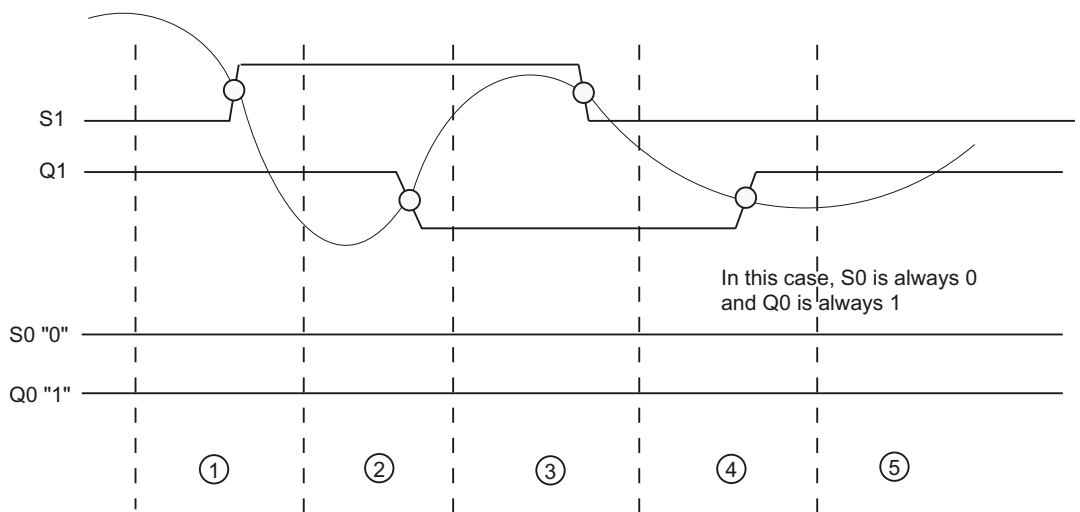 S1
Q1
In this case, S0 is always 0
and Q0 is always 1
S0 "0"
Q0 "1"
1 2 3 4 5